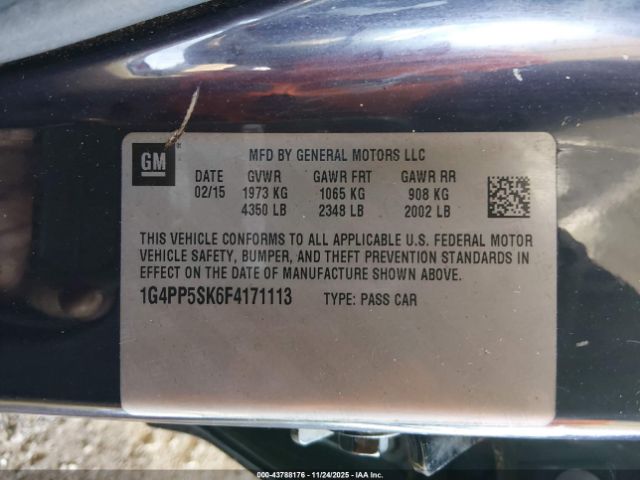 GM
MFD BY GENERAL MOTORS LLC
DATE GVWR GAWR FRT GAWR RR
02/15 1973 KG 1065 KG 908 KG
4350 LB 2348 LB 2002 LB
THIS VEHICLE CONFORMS TO ALL APPLICABLE U.S. FEDERAL MOTOR
VEHICLE SAFETY, BUMPER, AND THEFT PREVENTION STANDARDS IN
EFFECT ON THE DATE OF MANUFACTURE SHOWN ABOVE.
1G4PP5SK6F4171113 TYPE: PASS CAR
000-43788176 - 11/24/2025 - IAA Inc.